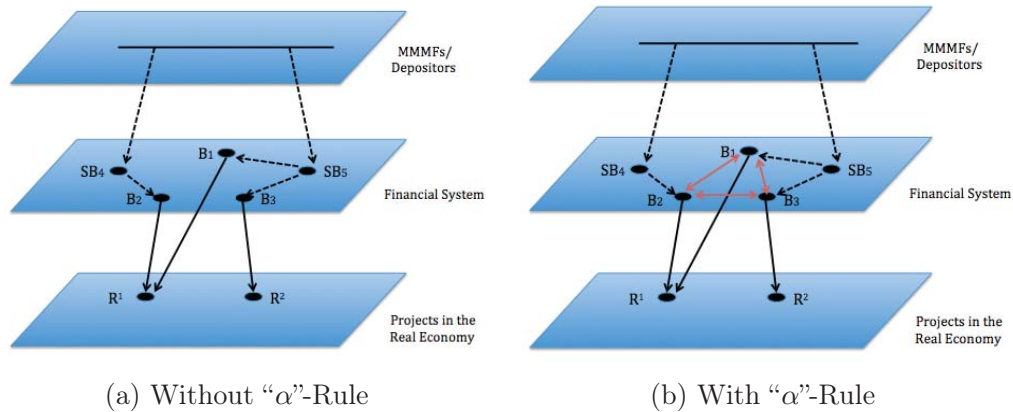 MMMFs/
Depositors
B1
SB4
SB5
B2
B3
Financial System
R1
R2
Projects in the
Real Economy
(a) Without “α”-Rule
MMMFs/
Depositors
B1
SB4
SB5
B2
B3
Financial System
R1
R2
Projects in the
Real Economy
(b) With “α”-Rule